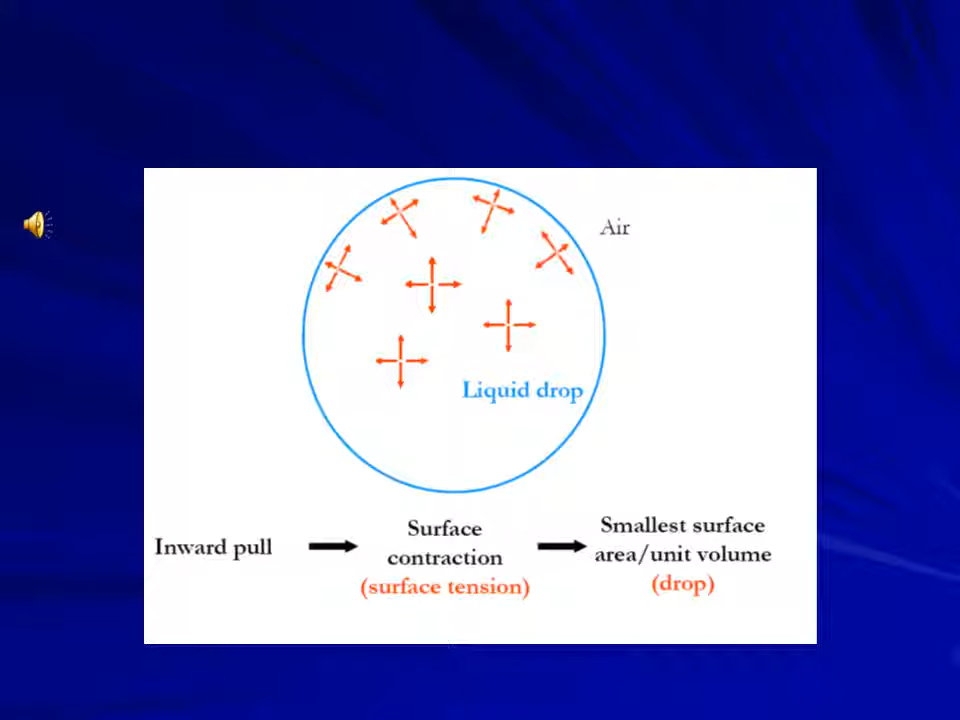 Air
Liquid drop
Inward pull
Surface
contraction
(surface tension)
Smallest surface
area/unit volume
(drop)